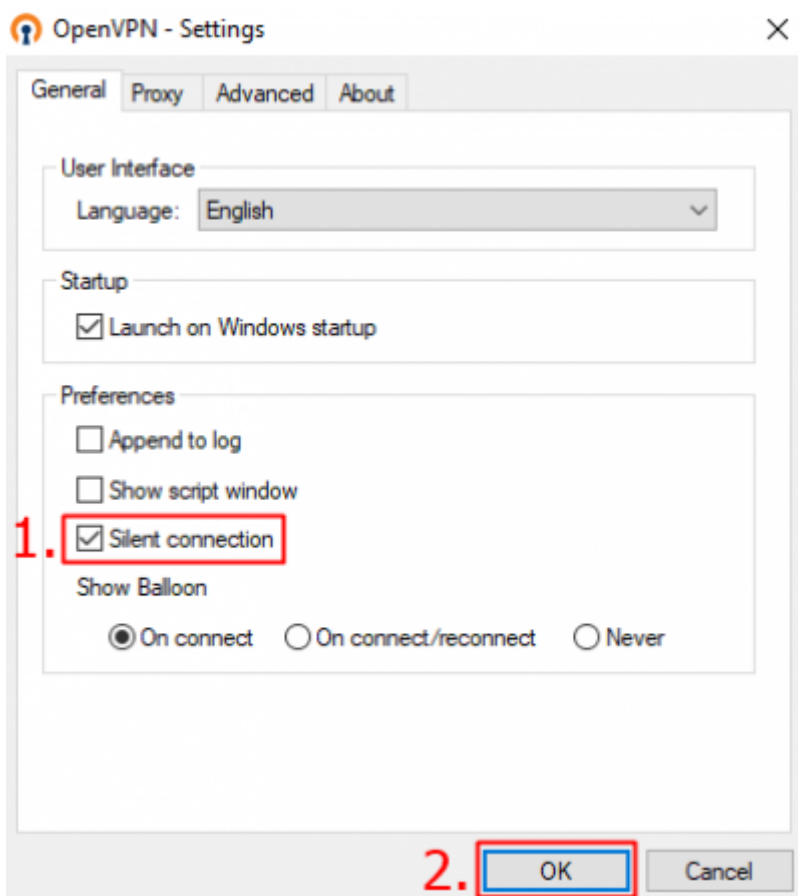 OpenVPN - Settings
General Proxy Advanced About
User Interface
Language: English
Startup
Launch on Windows startup
Preferences
Append to log
Show script window
1. Silent connection
Show Balloon
On connect On connect/reconnect Never
2. OK Cancel